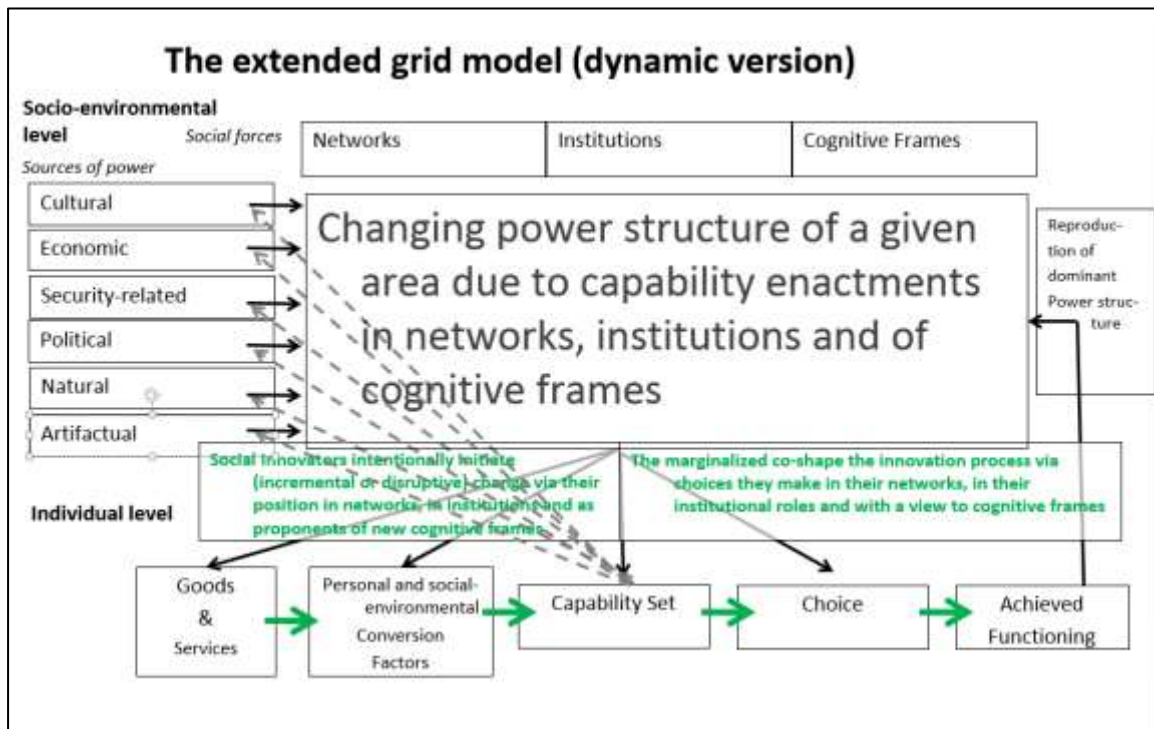 The extended grid model (dynamic version)
Socio-environmental
level
Social forces
Sources of power
Networks
Institutions
Cognitive Frames
Cultural
Economic
Security-related
Political
Natural
Artifactual
Changing power structure of a given
area due to capability enactments
in networks, institutions and of
cognitive frames
Reproduc-
tion of
dominant
Power struc-
ture
Social innovators intentionally initiate
(incremental or disruptive) change via their
position in networks, in institutions and as
proponents of new cognitive frames
The marginalized co-shape the innovation process via
choices they make in their networks, in their
institutional roles and with a view to cognitive frames
Individual level
Goods
&
Services
Personal and social-
environmental
Conversion
Factors
Capability Set
Choice
Achieved
Functioning